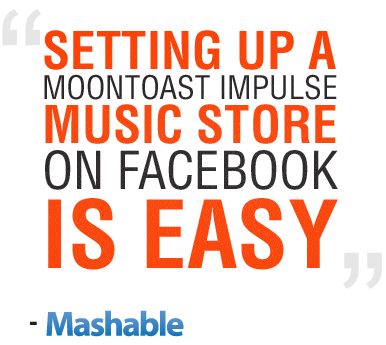 “
SETTING UP A
MOONTOAST IMPULSE
MUSIC STORE
ON FACEBOOK
IS EASY
”
- Mashable